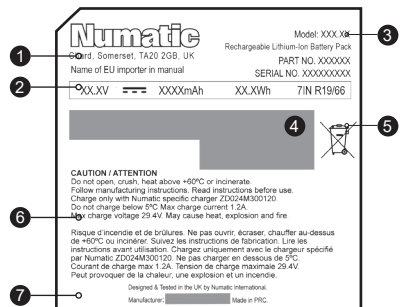 Numatic
Model: XXX.XX
3
Rechargeable Lithium-Ion Battery Pack
1
Chard, Somerset, TA20 2GB, UK
PART NO. XXXXXX
Name of EU importer in manual
SERIAL NO. XXXXXXXXX
2
XX.XV XXXXmAh XX.XWh 7IN R19/66
4
5
CAUTION / ATTENTION
Do not open, crush, heat above +60ºC or incinerate.
Follow manufacturing instructions. Read instructions before use.
Charge only with Numatic specific charger ZD024M300120
Do not charge below 5ºC Max charge current 1.2A.
6
Max charge voltage 29.4V. May cause heat, explosion and fire.
Risque d'incendie et de brûlures. Ne pas ouvrir, écraser, chauffer au-dessus
de +60ºC ou incinérer. Suivez les instructions de fabrication. Lire les
instructions avant utilisation. Chargez uniquement avec le chargeur spécifié
par Numatic ZD024M300120. Ne pas charger en dessous de 5ºC.
Courant de charge max 1.2A. Tension de charge maximale 29.4V.
Peut provoquer de la chaleur, une explosion et un incendie.
7
Designed & Tested in the UK by Numatic International.
Manufacturer: Made in PRC.